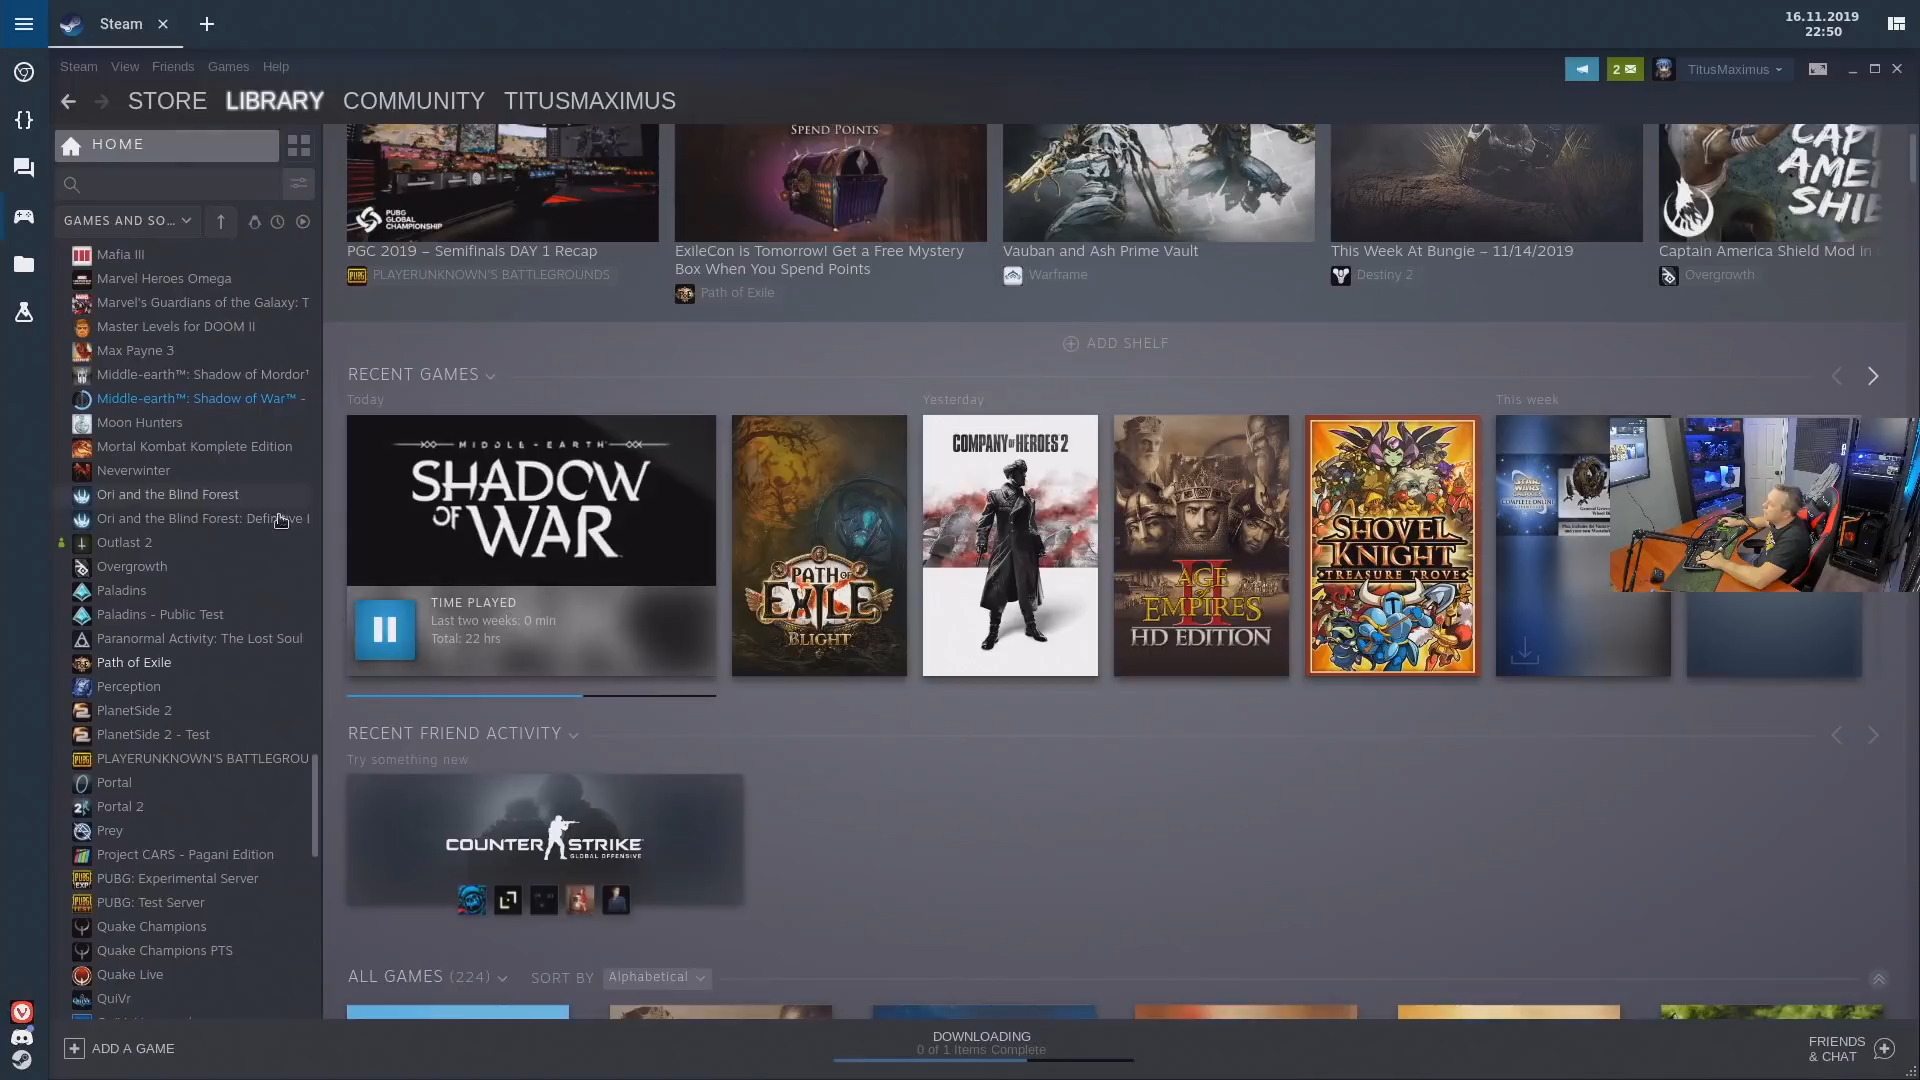 Steam
16.11.2019
22:50
Steam View Friends Games Help
2
TitusMaximus
STORE LIBRARY COMMUNITY TITUSMAXIMUS
HOME
GAMES AND SO...
Mafia III
Marvel Heroes Omega
Marvel's Guardians of the Galaxy: T
Master Levels for DOOM II
Max Payne 3
Middle-earth™: Shadow of Mordor™
Middle-earth™: Shadow of War™ -
Moon Hunters
Mortal Kombat Komplete Edition
Neverwinter
Ori and the Blind Forest
Ori and the Blind Forest: Definitive
Outlast 2
Overgrowth
Paladins
Paladins - Public Test
Paranormal Activity: The Lost Soul
Path of Exile
Perception
PlanetSide 2
PlanetSide 2 - Test
PLAYERUNKNOWN'S BATTLEGROU
Portal
Portal 2
Prey
Project CARS - Pagani Edition
PUBG: Experimental Server
PUBG: Test Server
Quake Champions
Quake Champions PTS
Quake Live
QuiVr
ADD A GAME
PUBG
GLOBAL
CHAMPIONSHIP
PGC 2019 – Semifinals DAY 1 Recap
PLAYERUNKNOWN'S BATTLEGROUNDS
SPEND POINTS
ExileCon is Tomorrow! Get a Free Mystery
Box When You Spend Points
Path of Exile
Vauban and Ash Prime Vault
Warframe
This Week At Bungie – 11/14/2019
Destiny 2
Captain America Shield Mod in
Overgrowth
ADD SHELF
RECENT GAMES
Today
Yesterday
This week
MIDDLE-EARTH
SHADOW
OF WAR
TIME PLAYED
Last two weeks: 0 min
Total: 22 hrs
PATH OF
EXILE
BLIGHT
COMPANY OF HEROES 2
AGE of
EMPIRES
II
HD EDITION
SHOVEL
KNIGHT
TREASURE TROVE
STAR WARS
RECENT FRIEND ACTIVITY
Try something new
COUNTER STRIKE
GLOBAL OFFENSIVE
ALL GAMES (224)
SORT BY Alphabetical
DOWNLOADING
0 of 1 Items Complete
FRIENDS
& CHAT